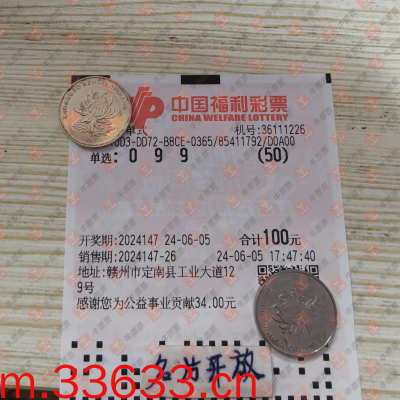 中国福利彩票
CHINA WELFARE LOTTERY
单式 机号:36111226
003-DD72-B8CE-0365/85411792/D0A00
单选: 0 9 9 (50)
开奖期:2024147 24-06-05 合计100元
销售期:2024147-26 24-06-05 17:47:40
地址:赣州市定南县工业大道12
9号
感谢您为公益事业贡献34.00元
开放
m.33633.com